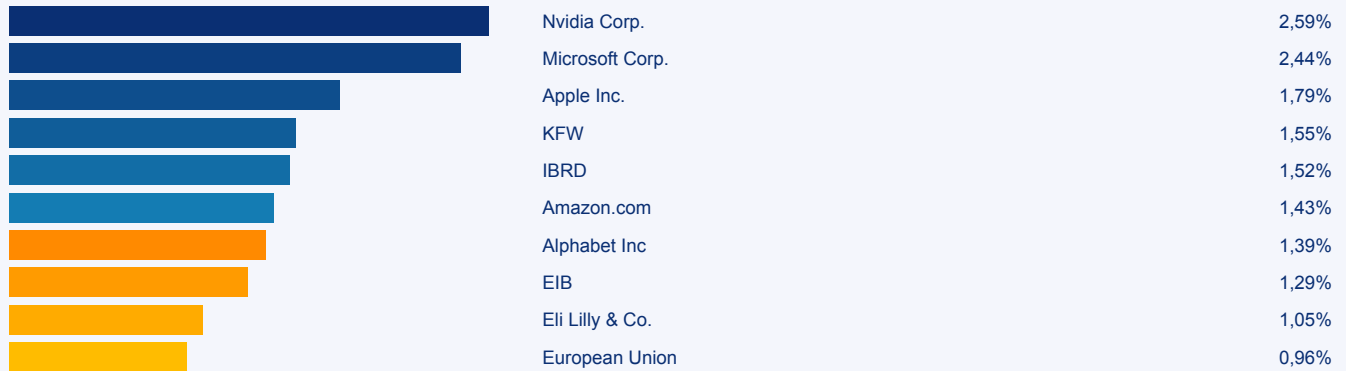 Nvidia Corp. 2,59%
Microsoft Corp. 2,44%
Apple Inc. 1,79%
KFW 1,55%
IBRD 1,52%
Amazon.com 1,43%
Alphabet Inc 1,39%
EIB 1,29%
Eli Lilly & Co. 1,05%
European Union 0,96%